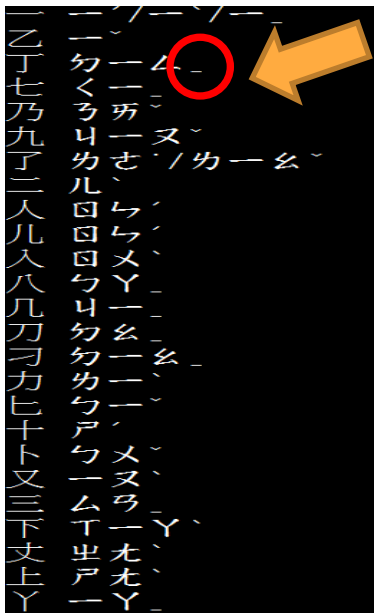 一 ㄧˊ/ㄧˋ/ㄧ_
乙 ㄧˇ
丁 ㄉㄧㄥ_
七 ㄑㄧ_
乃 ㄋㄞˇ
九 ㄐㄧㄡˇ
了 ㄌㄜ˙/ㄌㄧㄠˇ
二 ㄦˋ
人 ㄖㄣˊ
儿 ㄖㄣˊ
入 ㄖㄨˋ
八 ㄅㄚ_
几 ㄐㄧ_
刀 ㄉㄠ_
刁 ㄉㄧㄠ_
力 ㄌㄧˋ
匕 ㄅㄧˇ
十 ㄕˊ
卜 ㄅㄨˇ
又 ㄧㄡˋ
三 ㄙㄢ_
下 ㄒㄧㄚˋ
丈 ㄓㄤˋ
上 ㄕㄤˋ
丫 ㄧㄚ_